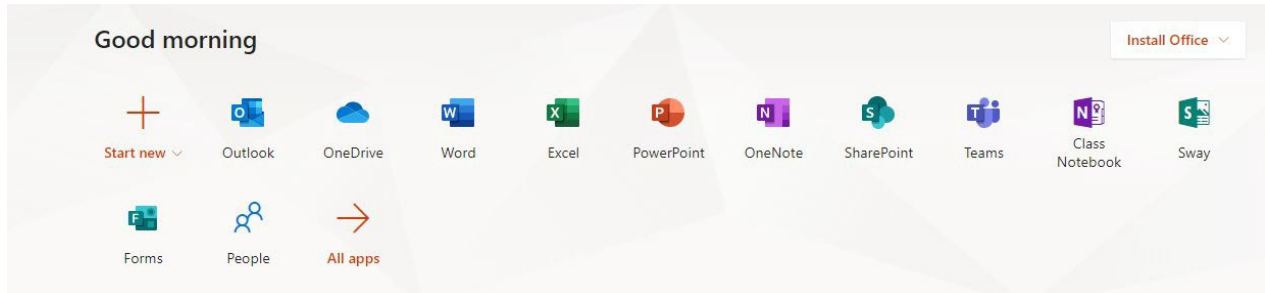 Good morning
Install Office
Start new
Outlook
OneDrive
Word
Excel
PowerPoint
OneNote
SharePoint
Teams
Class
Notebook
Sway
Forms
People
All apps